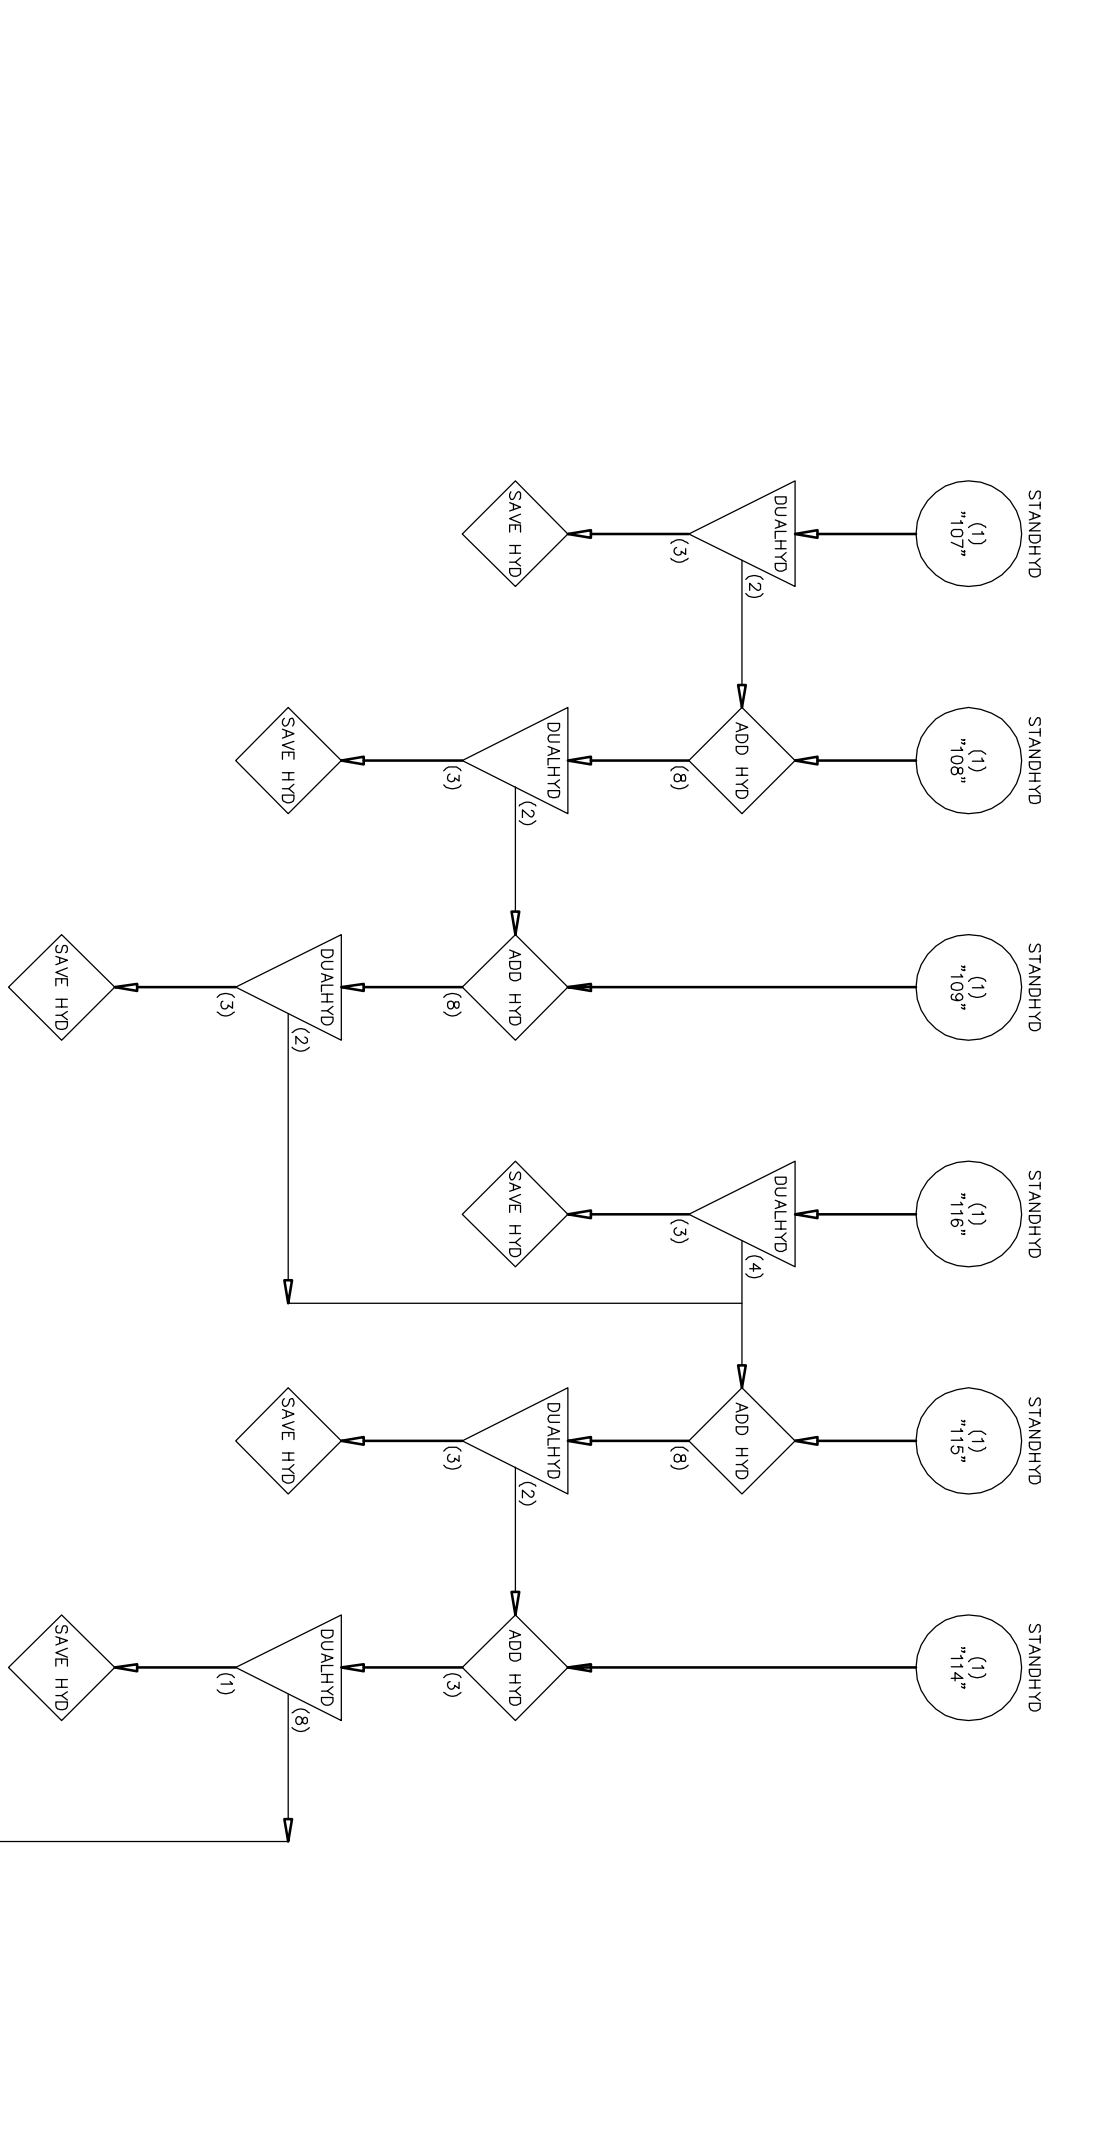 STANDHYD
STANDHYD
STANDHYD
STANDHYD
STANDHYD
STANDHYD
(1)
"107"
(1)
"108"
(1)
"109"
(1)
"116"
(1)
"115"
(1)
"114"
DUALHYD
(2)
(3)
ADD HYD
(8)
DUALHYD
(4)
(3)
ADD HYD
(8)
SAVE HYD
DUALHYD
(2)
(3)
ADD HYD
(8)
SAVE HYD
DUALHYD
(2)
(3)
ADD HYD
(3)
SAVE HYD
DUALHYD
(2)
(3)
SAVE HYD
DUALHYD
(8)
(1)
SAVE HYD
SAVE HYD